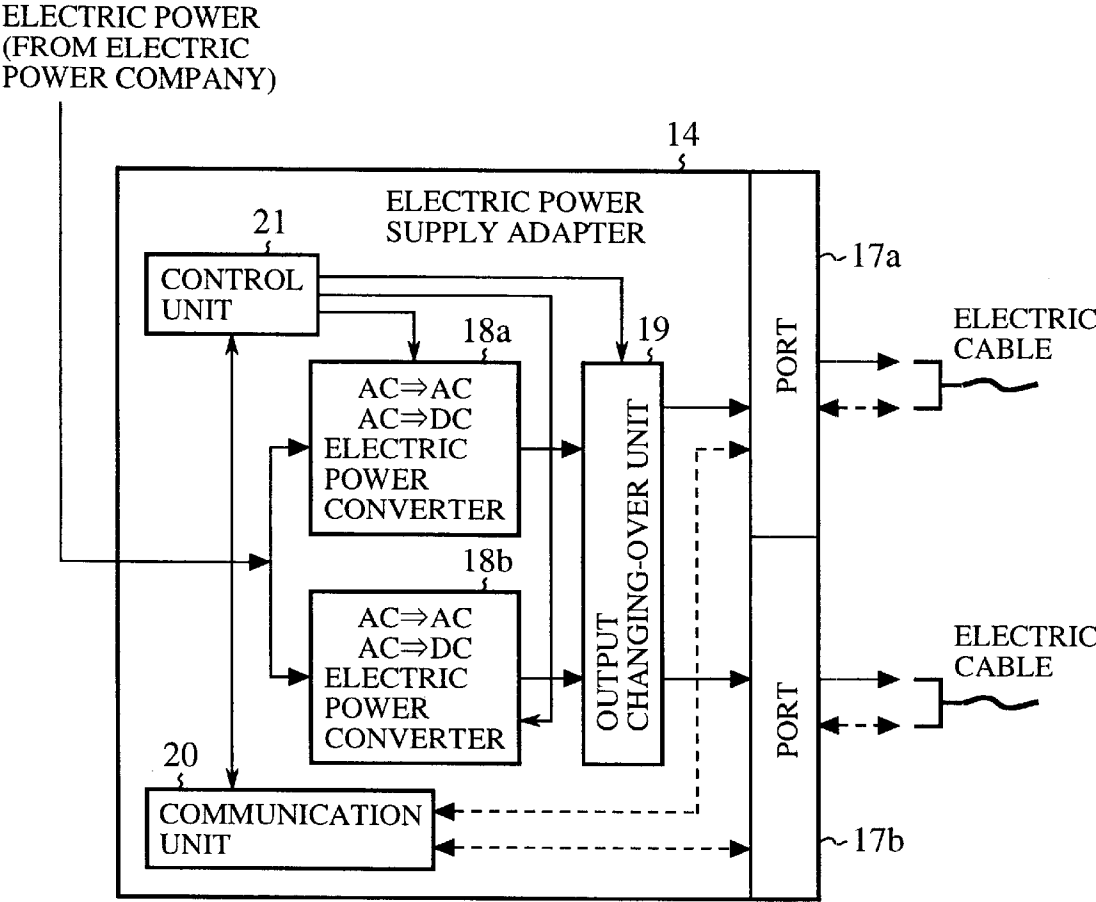 ELECTRIC POWER
(FROM ELECTRIC
POWER COMPANY)
14
ELECTRIC POWER
SUPPLY ADAPTER
21
CONTROL
UNIT
17a
PORT
ELECTRIC
CABLE
18a
AC⇒AC
AC⇒DC
ELECTRIC
POWER
CONVERTER
19
OUTPUT
CHANGING-OVER UNIT
18b
AC⇒AC
AC⇒DC
ELECTRIC
POWER
CONVERTER
PORT
ELECTRIC
CABLE
20
COMMUNICATION
UNIT
17b